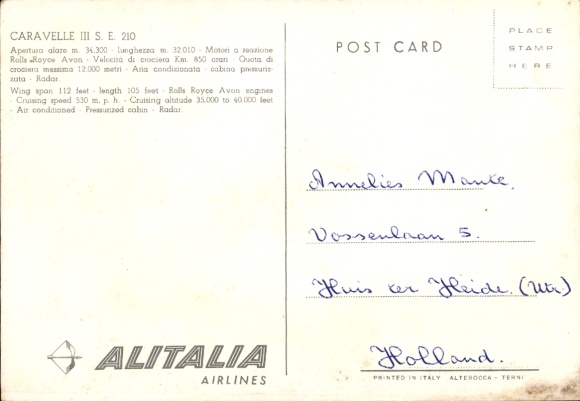 CARAVELLE III S. E. 210
Apertura alare m. 34,300 - lunghezza m. 32,010 - Motori a reazione
Rolls Royce Avon - Velocità di crociera Km. 850 orari - Quota di
crociera massima 12.000 metri - Aria condizionata - cabina pressuriz-
zata - Radar.
Wing span 112 feet - length 105 feet - Rolls Royce Avon engines
- Cruising speed 530 m. p. h. - Cruising altitude 35.000 to 40.000 feet
- Air conditioned - Pressurized cabin - Radar.
POST CARD
PLACE
STAMP
HERE
Annelies Mante.
Vossenlaan 5.
Huis ter Heide. (Utr.)
Holland.
ALITALIA
AIRLINES
PRINTED IN ITALY ALTEROCCA - TERNI